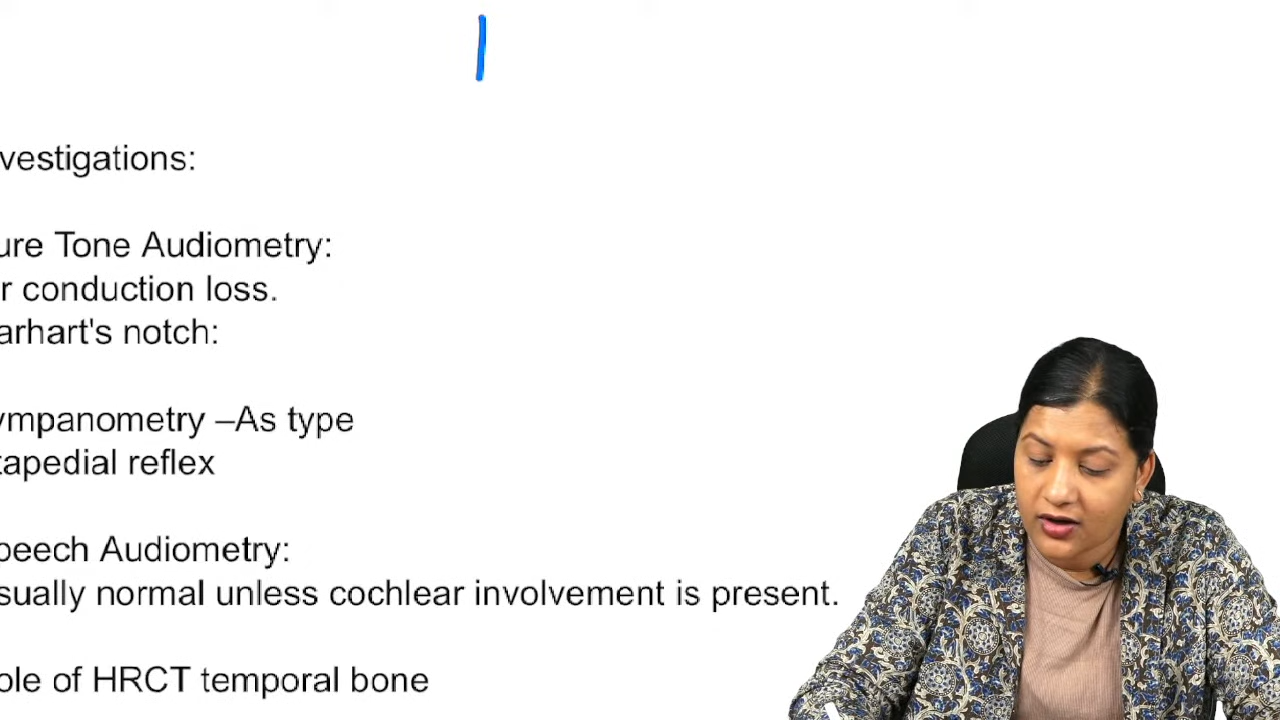 vestigations:
ure Tone Audiometry:
r conduction loss.
arhart's notch:
ympanometry –As type
tapedial reflex
peech Audiometry:
sually normal unless cochlear involvement is present.
ole of HRCT temporal bone